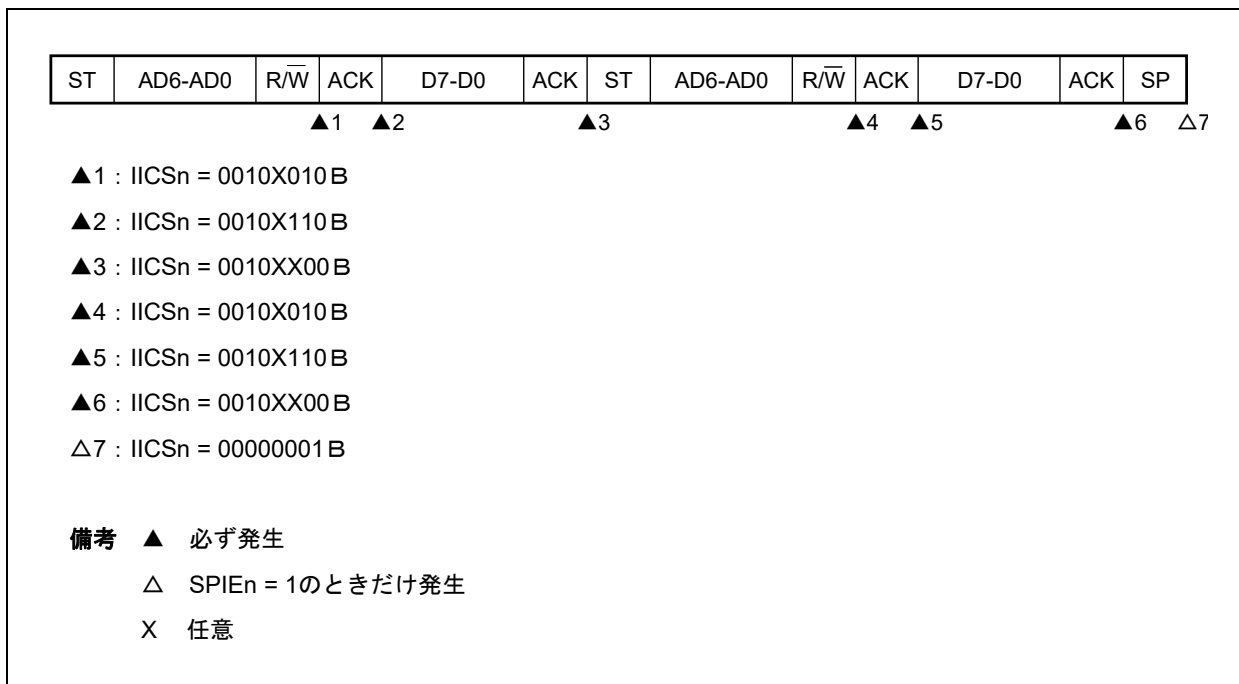 ST AD6-AD0 R/W̅ ACK D7-D0 ACK ST AD6-AD0 R/W̅ ACK D7-D0 ACK SP
▲1 ▲2 ▲3 ▲4 ▲5 ▲6 △7
▲1 : IICSn = 0010X010B
▲2 : IICSn = 0010X110B
▲3 : IICSn = 0010XX00B
▲4 : IICSn = 0010X010B
▲5 : IICSn = 0010X110B
▲6 : IICSn = 0010XX00B
△7 : IICSn = 00000001B
備考 ▲ 必ず発生
△ SPIEn = 1のときだけ発生
X 任意